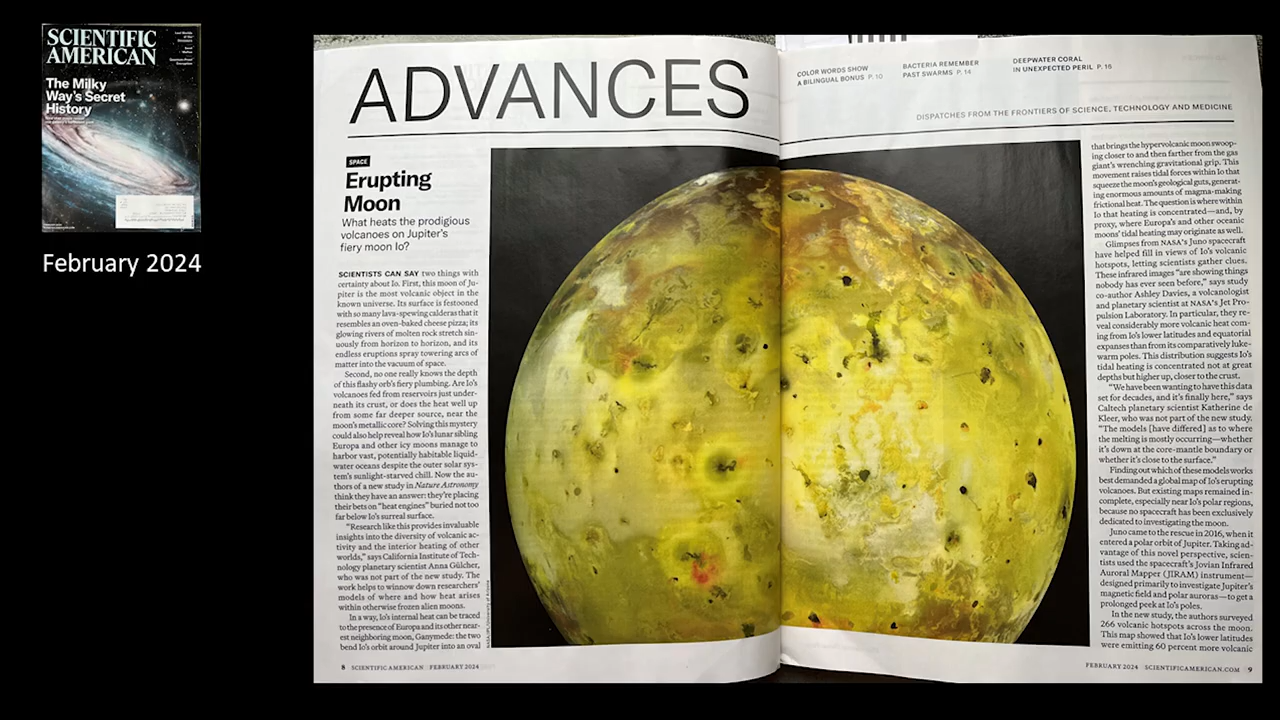 SCIENTIFIC
AMERICAN
The Milky
Way's Secret
History
February 2024
ADVANCES
COLOR WORDS SHOW
A BILINGUAL BONUS P. 10
BACTERIA REMEMBER
PAST SWARMS P. 14
DEEPWATER CORAL
IN UNEXPECTED PERIL P. 16
DISPATCHES FROM THE FRONTIERS OF SCIENCE, TECHNOLOGY AND MEDICINE
SPACE
Erupting
Moon
What heats the prodigious
volcanoes on Jupiter's
fiery moon Io?
SCIENTISTS CAN SAY two things with
certainty about Io. First, this moon of Ju-
piter is the most volcanic object in the
known universe. Its surface is festooned
with so many lava-spewing calderas that it
resembles an oven-baked cheese pizza; its
glowing rivers of molten rock stretch sin-
uously from horizon to horizon, and its
endless eruptions spray towering arcs of
matter into the vacuum of space.
Second, no one really knows the depth
of this flashy orb's fiery plumbing. Are Io's
volcanoes fed from reservoirs just under-
neath its crust, or does the heat well up
from some far deeper source, near the
moon's metallic core? Solving this mystery
could also help reveal how Io's lunar sibling
Europa and other icy moons manage to
harbor vast, potentially habitable liquid-
water oceans despite the outer solar sys-
tem's sunlight-starved chill. Now the au-
thors of a new study in Nature Astronomy
think they have an answer: they're placing
their bets on "heat engines" buried not too
far below Io's surreal surface.
"Research like this provides invaluable
insights into the diversity of volcanic ac-
tivity and the interior heating of other
worlds," says California Institute of Tech-
nology planetary scientist Anna Gülcher,
who was not part of the new study. The
work helps to winnow down researchers'
models of where and how heat arises
within otherwise frozen alien moons.
In a way, Io's internal heat can be traced
to the presence of Europa and its other near-
est neighboring moon, Ganymede: the two
bend Io's orbit around Jupiter into an oval
8 SCIENTIFIC AMERICAN FEBRUARY 2024
that brings the hypervolcanic moon swoop-
ing closer to and then farther from the gas
giant's wrenching gravitational grip. This
movement raises tidal forces within Io that
squeeze the moon's geological guts, generat-
ing enormous amounts of magma-making
frictional heat. The question is where within
Io that heating is concentrated—and, by
proxy, where Europa's and other oceanic
moons' tidal heating may originate as well.
Glimpses from NASA's Juno spacecraft
have helped fill in views of Io's volcanic
hotspots, letting scientists gather clues.
These infrared images "are showing things
nobody has ever seen before," says study
co-author Ashley Davies, a volcanologist
and planetary scientist at NASA's Jet Pro-
pulsion Laboratory. In particular, they re-
veal considerably more volcanic heat com-
ing from Io's lower latitudes and equatorial
expanses than from its comparatively luke-
warm poles. This distribution suggests Io's
tidal heating is concentrated not at great
depths but higher up, closer to the crust.
"We have been wanting to have this data
set for decades, and it's finally here," says
Caltech planetary scientist Katherine de
Kleer, who was not part of the new study.
"The models [have differed] as to where
the melting is mostly occurring—whether
it's down at the core-mantle boundary or
whether it's close to the surface."
Finding out which of these models works
best demanded a global map of Io's erupting
volcanoes. But existing maps remained in-
complete, especially near Io's polar regions,
because no spacecraft has been exclusively
dedicated to investigating the moon.
Juno came to the rescue in 2016, when it
entered a polar orbit of Jupiter. Taking ad-
vantage of this novel perspective, scien-
tists used the spacecraft's Jovian Infrared
Auroral Mapper (JIRAM) instrument—
designed primarily to investigate Jupiter's
magnetic field and polar auroras—to get a
prolonged peek at Io's poles.
In the new study, the authors surveyed
266 volcanic hotspots across the moon.
This map showed that Io's lower latitudes
were emitting 60 percent more volcanic
FEBRUARY 2024 SCIENTIFICAMERICAN.COM 9